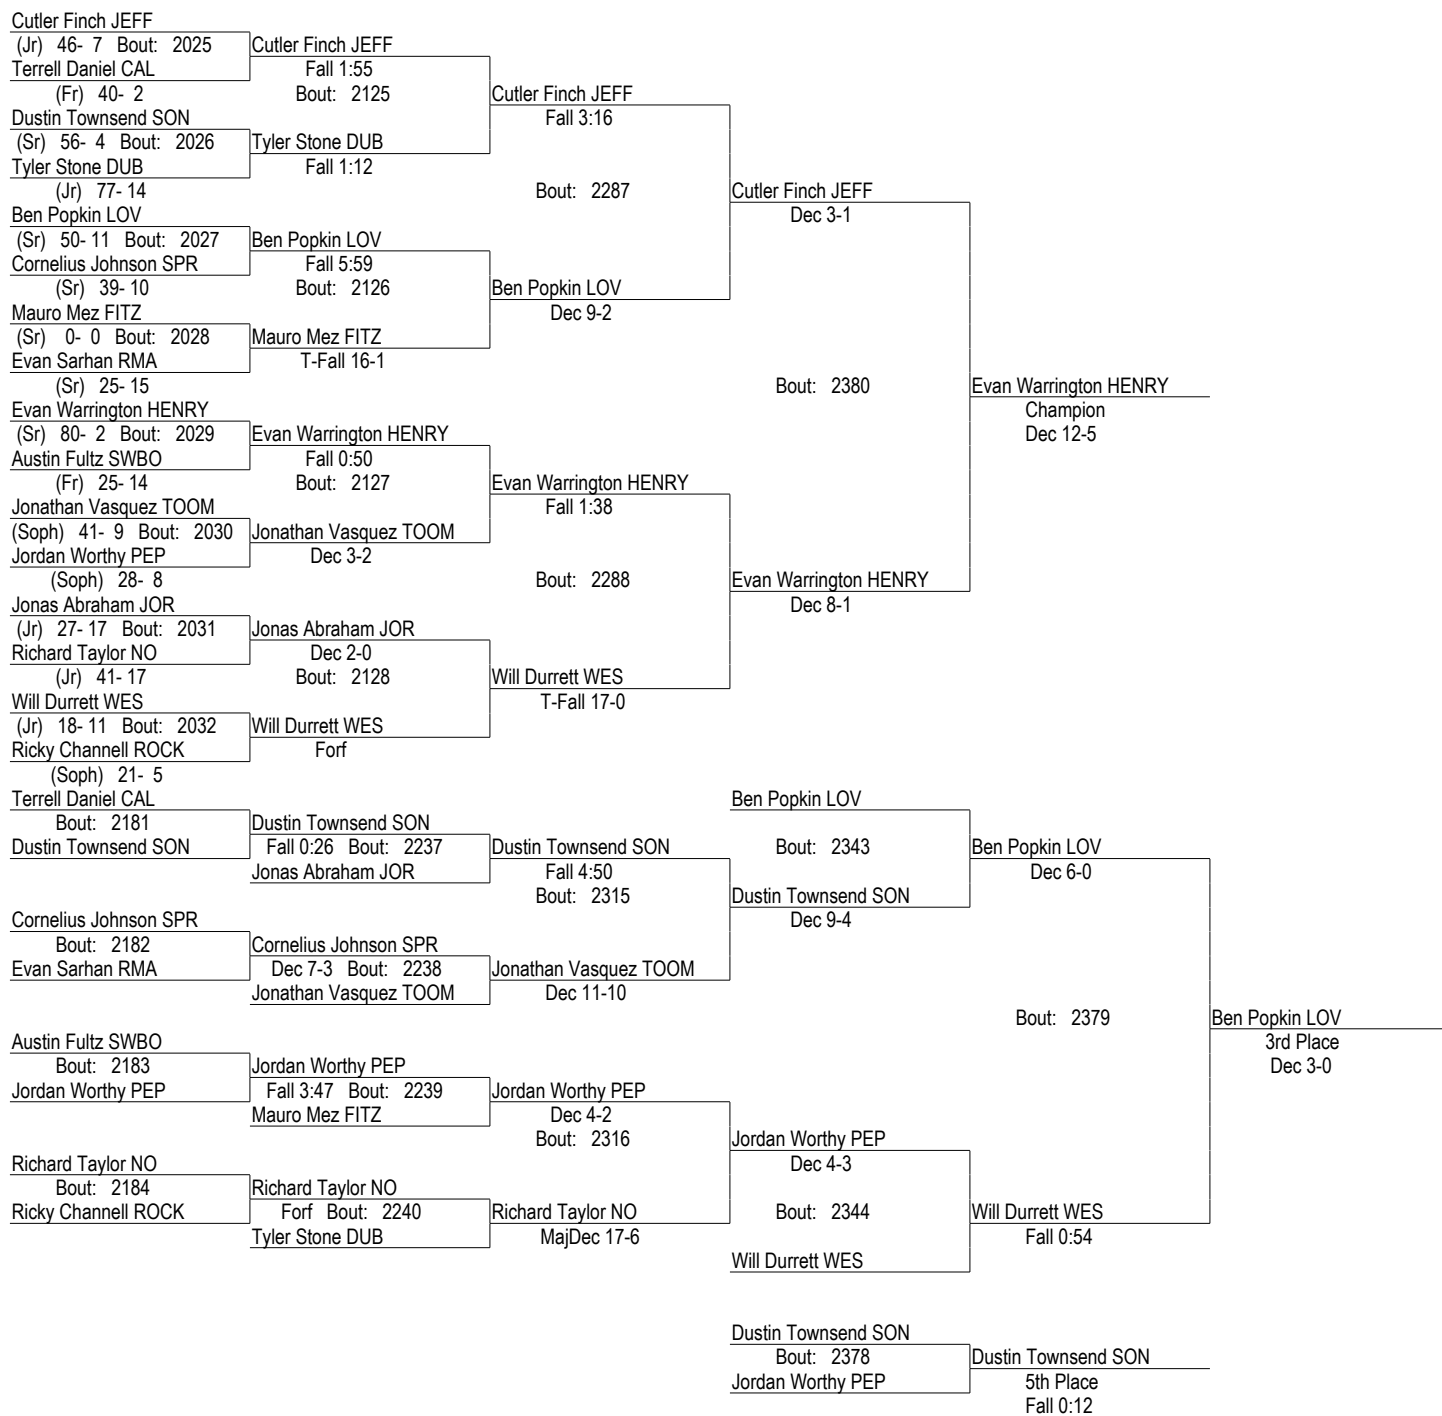 Cutler Finch JEFF
(Jr) 46- 7 Bout: 2025 Cutler Finch JEFF
Terrell Daniel CAL Fall 1:55
(Fr) 40- 2 Bout: 2125 Cutler Finch JEFF
Dustin Townsend SON Fall 3:16
(Sr) 56- 4 Bout: 2026 Tyler Stone DUB
Tyler Stone DUB Fall 1:12
(Jr) 77- 14 Bout: 2287 Cutler Finch JEFF
Ben Popkin LOV Dec 3-1
(Sr) 50- 11 Bout: 2027 Ben Popkin LOV
Cornelius Johnson SPR Fall 5:59
(Sr) 39- 10 Bout: 2126 Ben Popkin LOV
Mauro Mez FITZ Dec 9-2
(Sr) 0- 0 Bout: 2028 Mauro Mez FITZ
Evan Sarhan RMA T-Fall 16-1
(Sr) 25- 15 Bout: 2380 Evan Warrington HENRY
Evan Warrington HENRY Champion
(Sr) 80- 2 Bout: 2029 Evan Warrington HENRY Dec 12-5
Austin Fultz SWBO Fall 0:50
(Fr) 25- 14 Bout: 2127 Evan Warrington HENRY
Jonathan Vasquez TOOM Fall 1:38
(Soph) 41- 9 Bout: 2030 Jonathan Vasquez TOOM
Jordan Worthy PEP Dec 3-2
(Soph) 28- 8 Bout: 2288 Evan Warrington HENRY
Jonas Abraham JOR Dec 8-1
(Jr) 27- 17 Bout: 2031 Jonas Abraham JOR
Richard Taylor NO Dec 2-0
(Jr) 41- 17 Bout: 2128 Will Durrett WES
Will Durrett WES T-Fall 17-0
(Jr) 18- 11 Bout: 2032 Will Durrett WES
Ricky Channell ROCK Forf
(Soph) 21- 5
Terrell Daniel CAL Ben Popkin LOV
Bout: 2181 Dustin Townsend SON
Dustin Townsend SON Fall 0:26 Bout: 2237 Dustin Townsend SON Bout: 2343 Ben Popkin LOV
Jonas Abraham JOR Fall 4:50 Dec 6-0
Bout: 2315 Dustin Townsend SON
Cornelius Johnson SPR Dec 9-4
Bout: 2182 Cornelius Johnson SPR
Evan Sarhan RMA Dec 7-3 Bout: 2238 Jonathan Vasquez TOOM
Jonathan Vasquez TOOM Dec 11-10
Bout: 2379 Ben Popkin LOV
Austin Fultz SWBO 3rd Place
Bout: 2183 Jordan Worthy PEP Dec 3-0
Jordan Worthy PEP Fall 3:47 Bout: 2239 Jordan Worthy PEP
Mauro Mez FITZ Dec 4-2
Bout: 2316 Jordan Worthy PEP
Richard Taylor NO Dec 4-3
Bout: 2184 Richard Taylor NO
Ricky Channell ROCK Forf Bout: 2240 Richard Taylor NO Bout: 2344 Will Durrett WES
Tyler Stone DUB MajDec 17-6 Fall 0:54
Will Durrett WES
Dustin Townsend SON
Bout: 2378 Dustin Townsend SON
Jordan Worthy PEP 5th Place
Fall 0:12